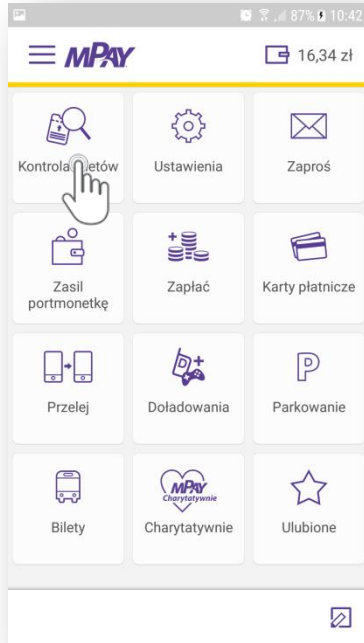 87% 10:42
mPAY
16,34 zł
Kontrola biletów
Ustawienia
Zaproś
Zasil
portmonetkę
Zapłać
Karty płatnicze
Przelej
Doładowania
P
Parkowanie
Bilety
mPAY
Charytatywnie
Charytatywnie
Ulubione